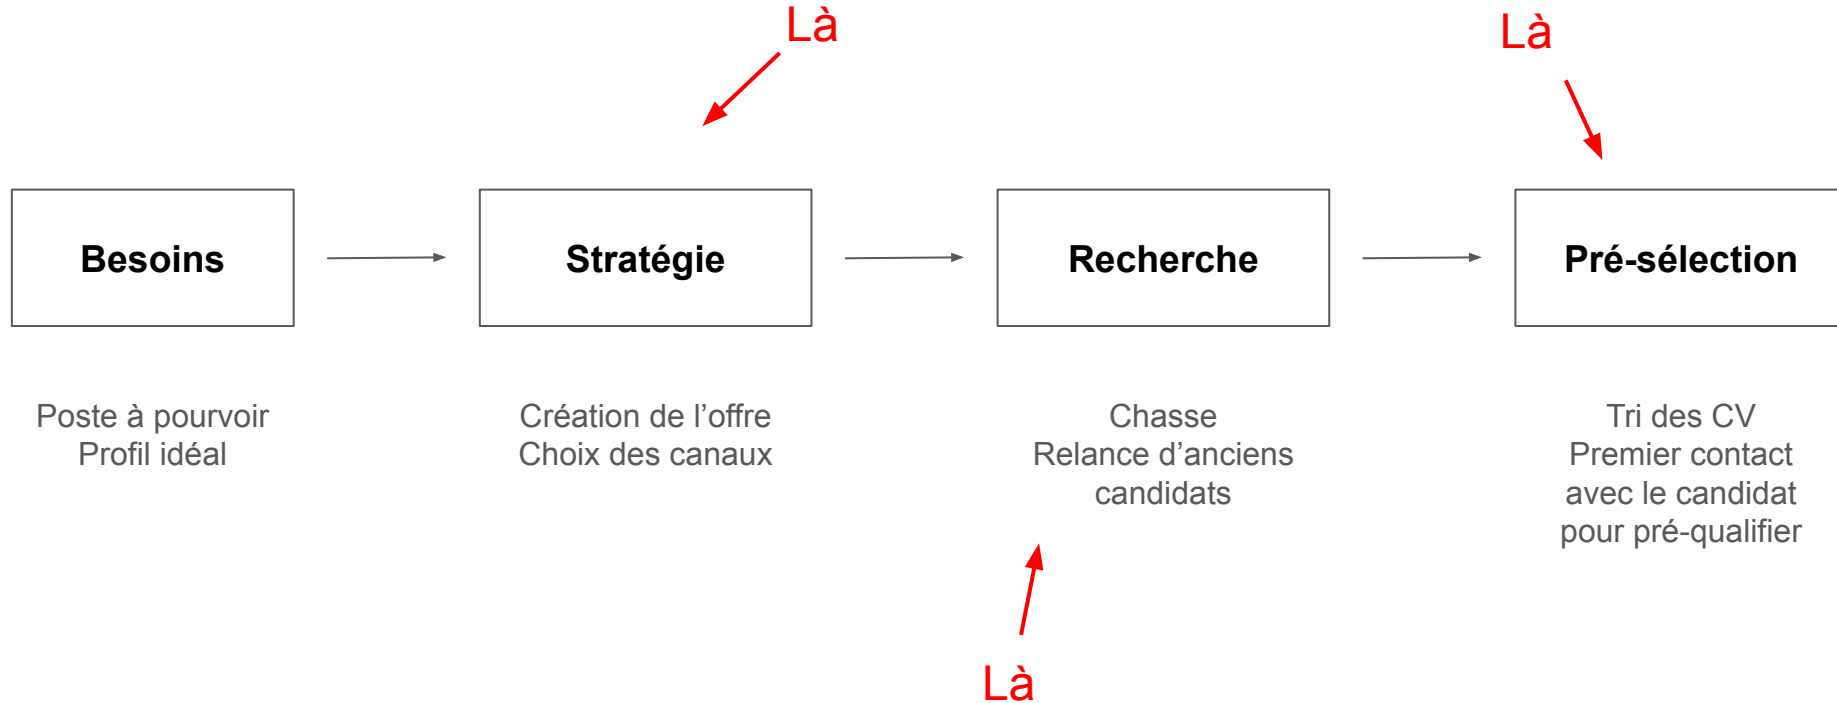 Là
Là
Besoins
Stratégie
Recherche
Pré-sélection
Poste à pourvoir
Profil idéal
Création de l’offre
Choix des canaux
Chasse
Relance d’anciens
candidats
Tri des CV
Premier contact
avec le candidat
pour pré-qualifier
Là